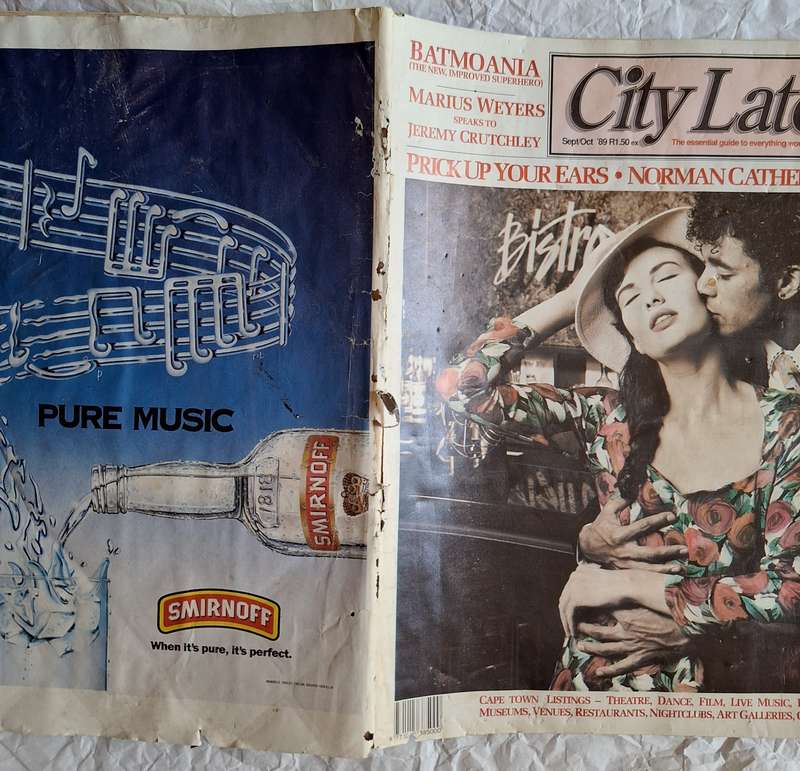 PURE MUSIC
1818
SMIRNOFF
SMIRNOFF
When it's pure, it's perfect.
BATMOANIA
(THE NEW, IMPROVED SUPERHERO)
MARIUS WEYERS
SPEAKS TO
JEREMY CRUTCHLEY
City Late
Sept/Oct '89 R1.50 ex
The essential guide to everything wo
PRICK UP YOUR EARS • NORMAN CATHE
Bistro
CAPE TOWN LISTINGS – THEATRE, DANCE, FILM, LIVE MUSIC,
MUSEUMS, VENUES, RESTAURANTS, NIGHTCLUBS, ART GALLERIES,